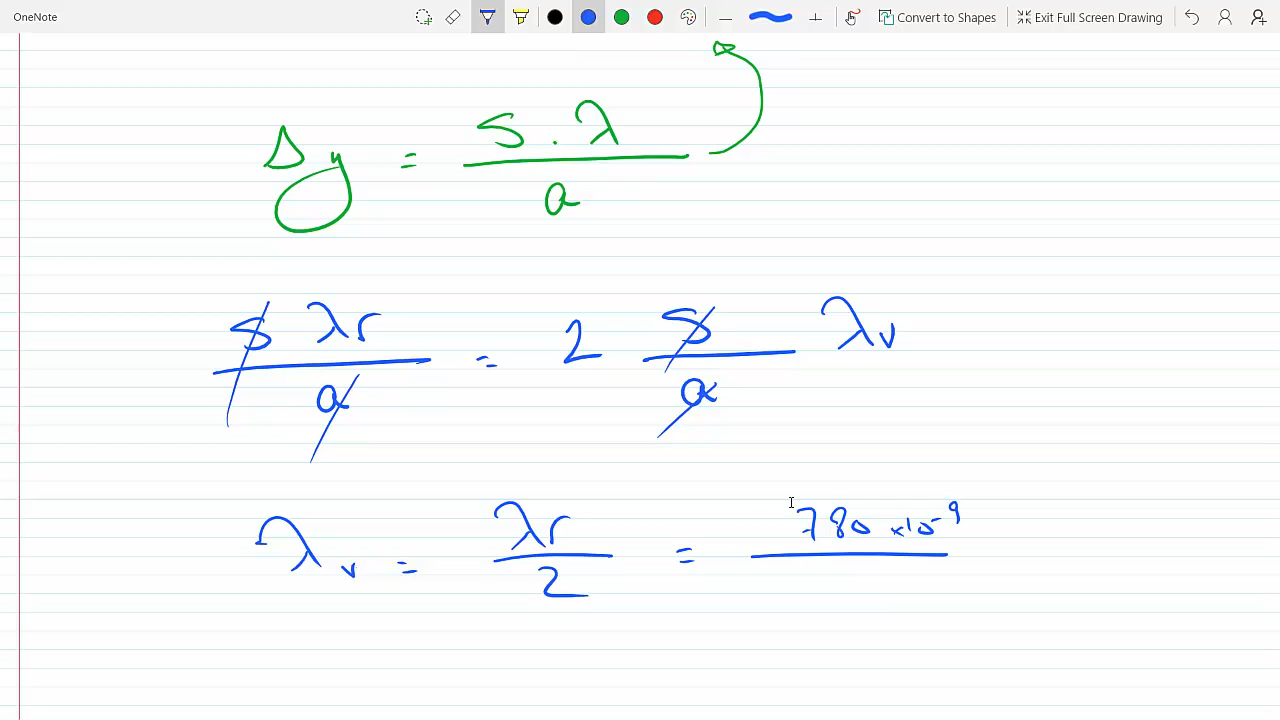 OneNote
Convert to Shapes
Exit Full Screen Drawing
Δy = S . λ / a
S λr / a = 2 S / a λv
λv = λr / 2 = 780 ×10⁻⁹